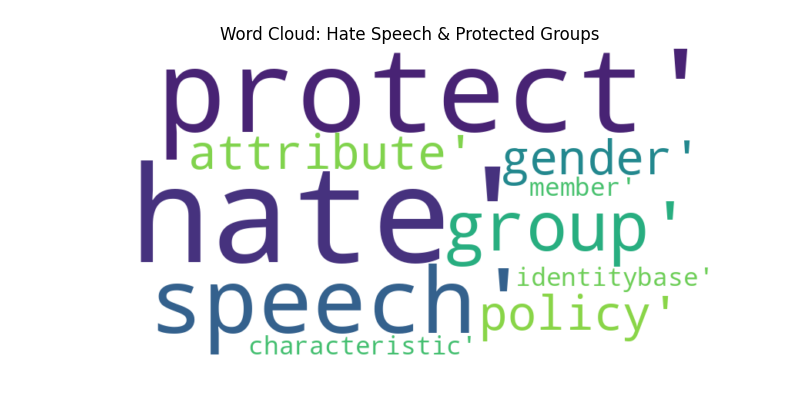 Word Cloud: Hate Speech & Protected Groups
protect'
attribute' gender'
member'
hate'
group'
identitybase'
speech' policy'
characteristic'